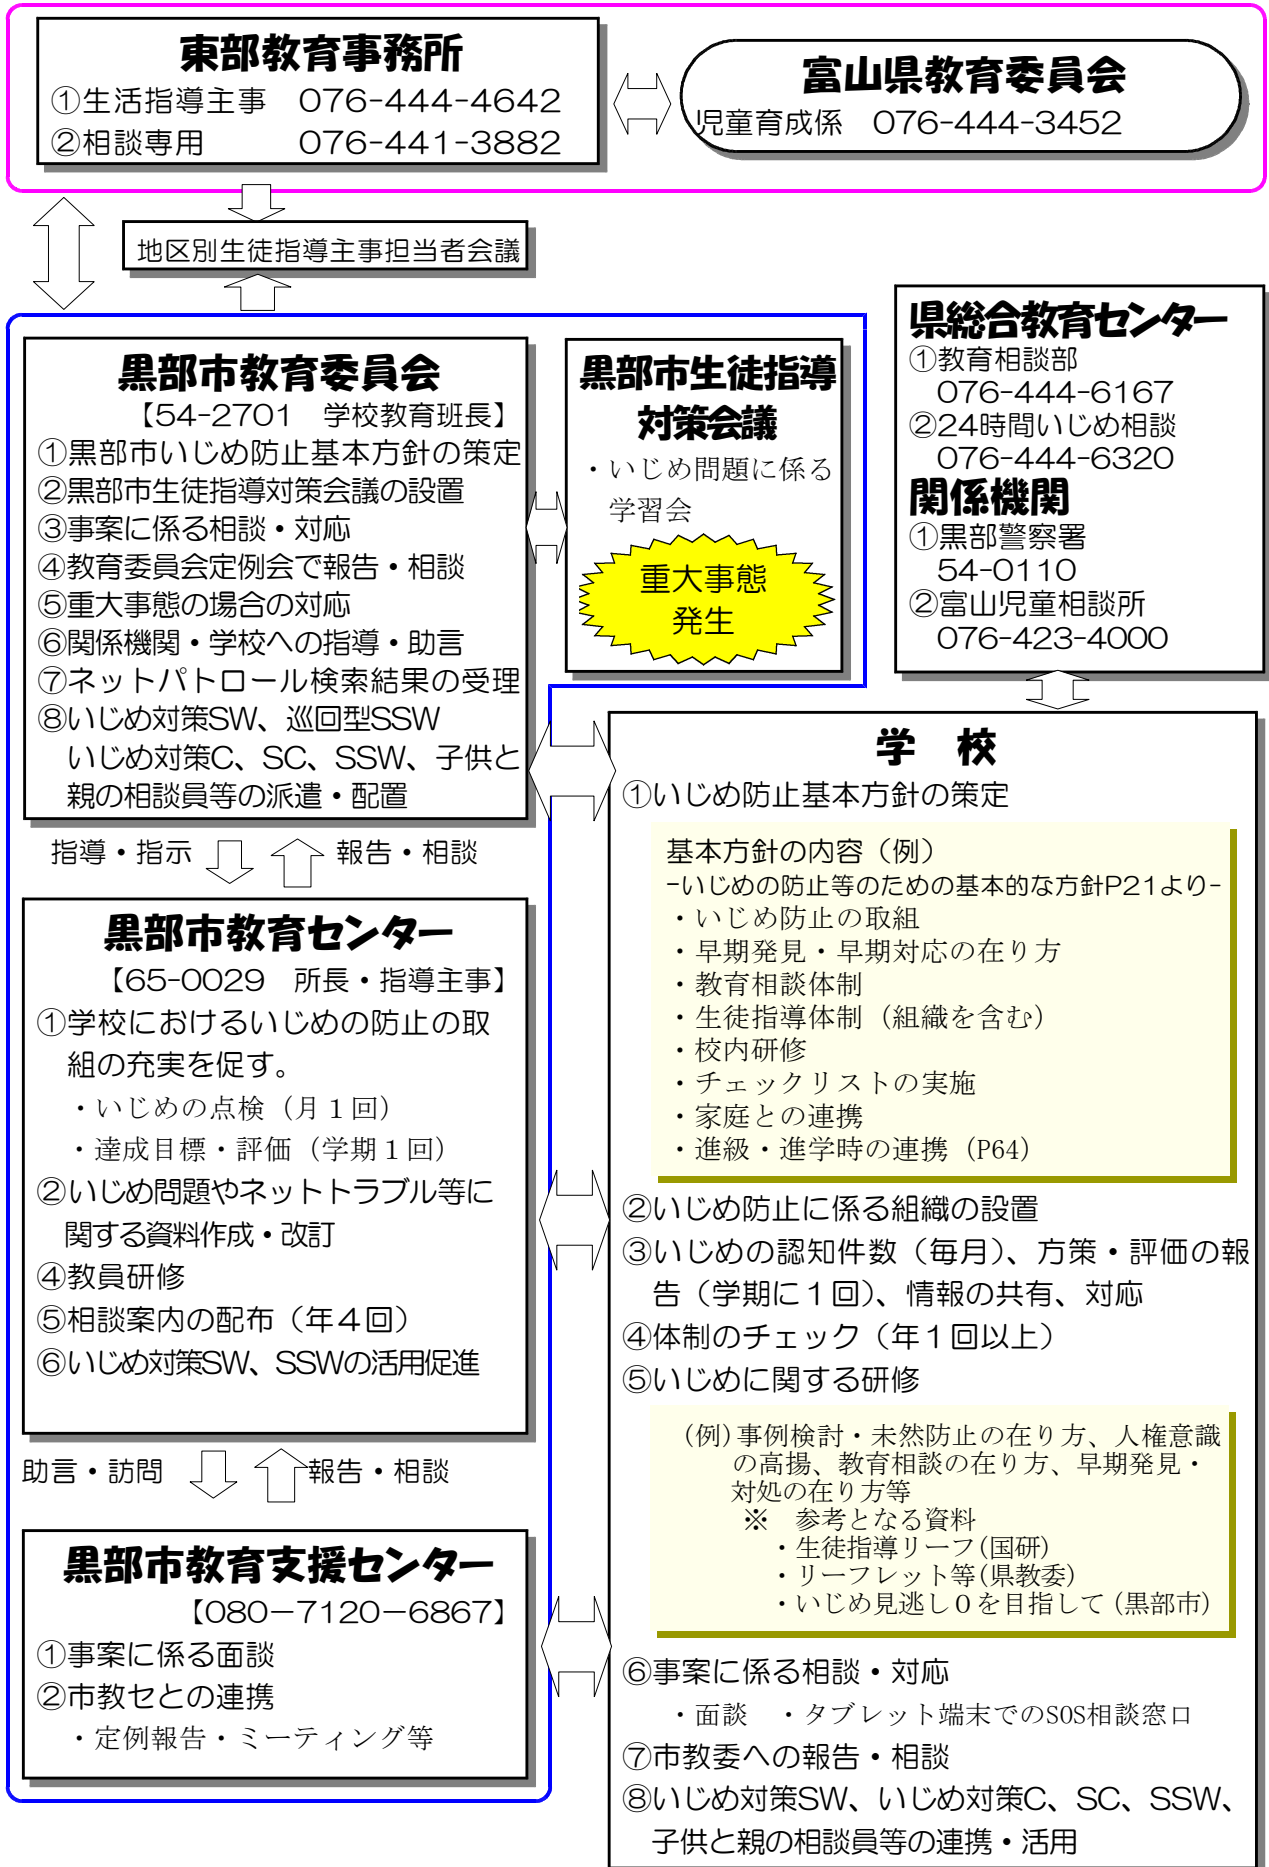 東部教育事務所
①生活指導主事　076-444-4642
②相談専用　　　076-441-3882
富山県教育委員会
児童育成係　076-444-3452
地区別生徒指導主事担当者会議
黒部市教育委員会
【54-2701　学校教育班長】
①黒部市いじめ防止基本方針の策定
②黒部市生徒指導対策会議の設置
③事案に係る相談・対応
④教育委員会定例会で報告・相談
⑤重大事態の場合の対応
⑥関係機関・学校への指導・助言
⑦ネットパトロール検索結果の受理
⑧いじめ対策SW、巡回型SSW
いじめ対策C、SC、SSW、子供と
親の相談員等の派遣・配置
黒部市生徒指導
対策会議
・いじめ問題に係る
学習会
重大事態
発生
県総合教育センター
①教育相談部
076-444-6167
②24時間いじめ相談
076-444-6320
関係機関
①黒部警察署
54-0110
②富山児童相談所
076-423-4000
指導・指示
報告・相談
黒部市教育センター
【65-0029　所長・指導主事】
①学校におけるいじめの防止の取
組の充実を促す。
・いじめの点検（月１回）
・達成目標・評価（学期１回）
②いじめ問題やネットトラブル等に
関する資料作成・改訂
④教員研修
⑤相談案内の配布（年４回）
⑥いじめ対策SW、SSWの活用促進
助言・訪問
報告・相談
黒部市教育支援センター
【080－7120－6867】
①事案に係る面談
②市教セとの連携
・定例報告・ミーティング等
学　校
①いじめ防止基本方針の策定
基本方針の内容（例）
-いじめの防止等のための基本的な方針P21より-
・いじめ防止の取組
・早期発見・早期対応の在り方
・教育相談体制
・生徒指導体制（組織を含む）
・校内研修
・チェックリストの実施
・家庭との連携
・進級・進学時の連携（P64）
②いじめ防止に係る組織の設置
③いじめの認知件数（毎月）、方策・評価の報
告（学期に１回）、情報の共有、対応
④体制のチェック（年１回以上）
⑤いじめに関する研修
（例）事例検討・未然防止の在り方、人権意識
の高揚、教育相談の在り方、早期発見・
対処の在り方等
※　参考となる資料
・生徒指導リーフ(国研)
・リーフレット等(県教委)
・いじめ見逃し０を目指して(黒部市)
⑥事案に係る相談・対応
・面談　・タブレット端末でのSOS相談窓口
⑦市教委への報告・相談
⑧いじめ対策SW、いじめ対策C、SC、SSW、
子供と親の相談員等の連携・活用